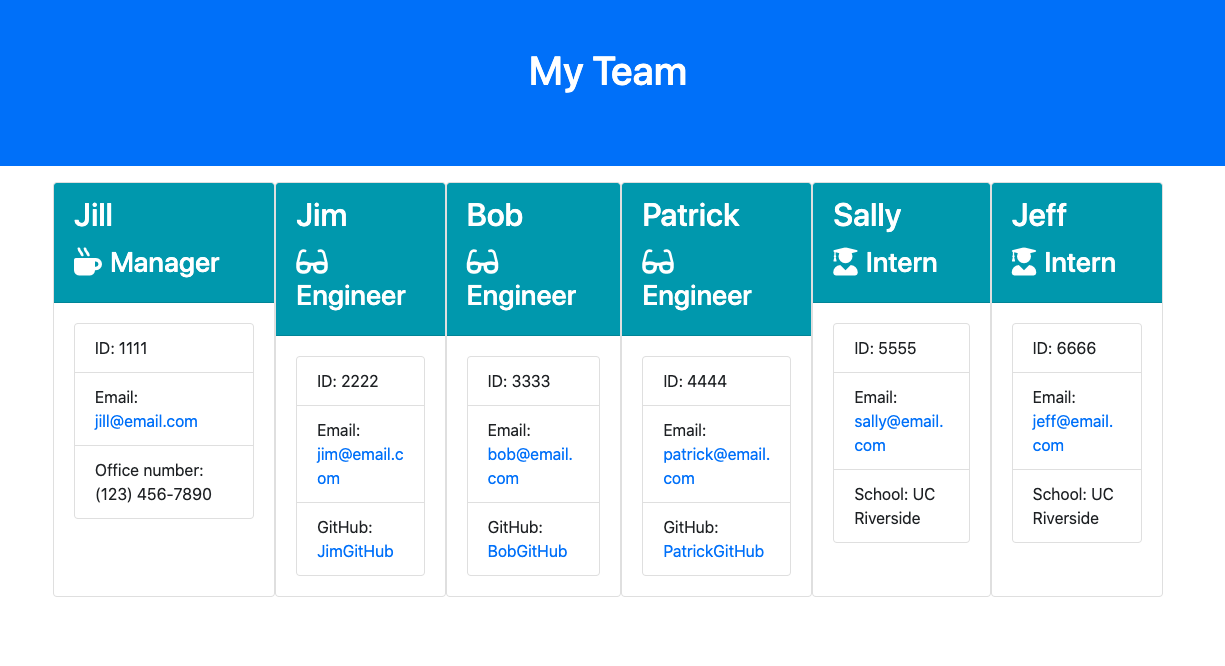 My Team
Jill
Manager
ID: 1111
Email:
jill@email.com
Office number:
(123) 456-7890
Jim
Engineer
ID: 2222
Email:
jim@email.c
om
GitHub:
JimGitHub
Bob
Engineer
ID: 3333
Email:
bob@email.
com
GitHub:
BobGitHub
Patrick
Engineer
ID: 4444
Email:
patrick@email.
com
GitHub:
PatrickGitHub
Sally
Intern
ID: 5555
Email:
sally@email.
com
School: UC
Riverside
Jeff
Intern
ID: 6666
Email:
jeff@email.
com
School: UC
Riverside